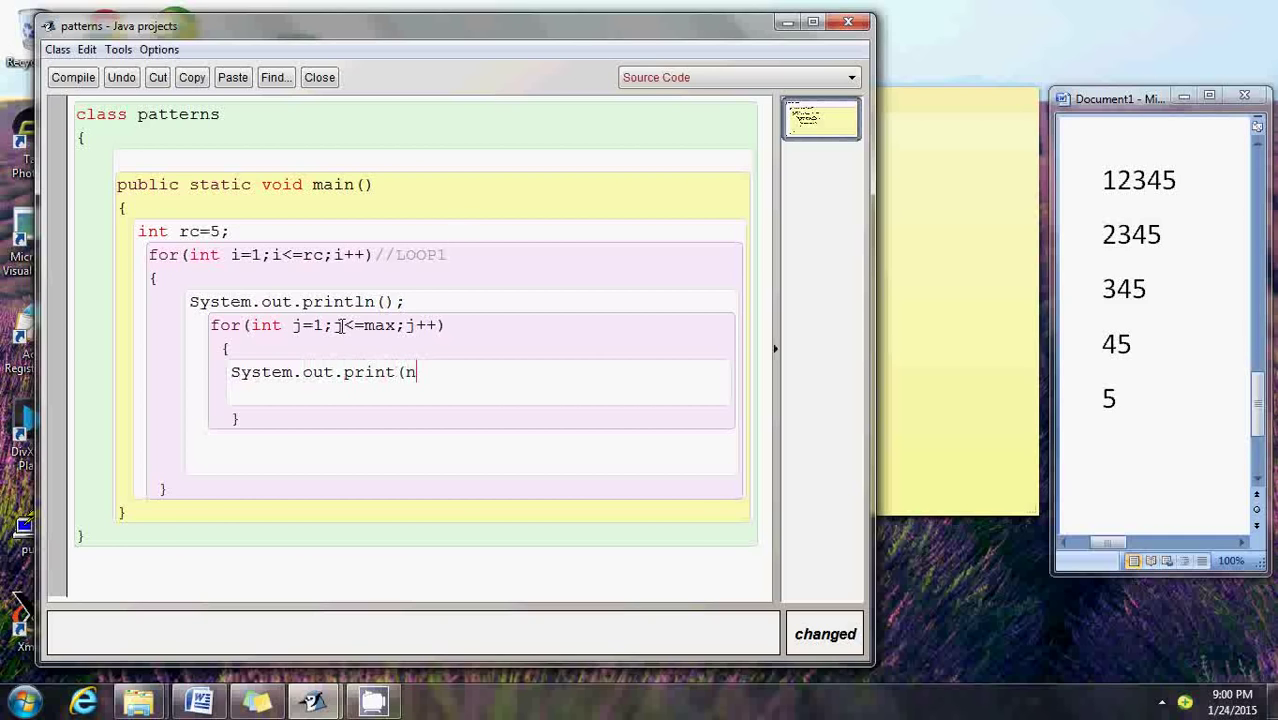 patterns - Java projects
Class Edit Tools Options
Compile Undo Cut Copy Paste Find... Close Source Code
class patterns
{
public static void main()
{
int rc=5;
for(int i=1;i<=rc;i++)//LOOP1
{
System.out.println();
for(int j=1;j<=max;j++)
{
System.out.print(n
}
}
}
}
changed
Document1 - Mi...
12345
2345
345
45
5
100%
9:00 PM
1/24/2015